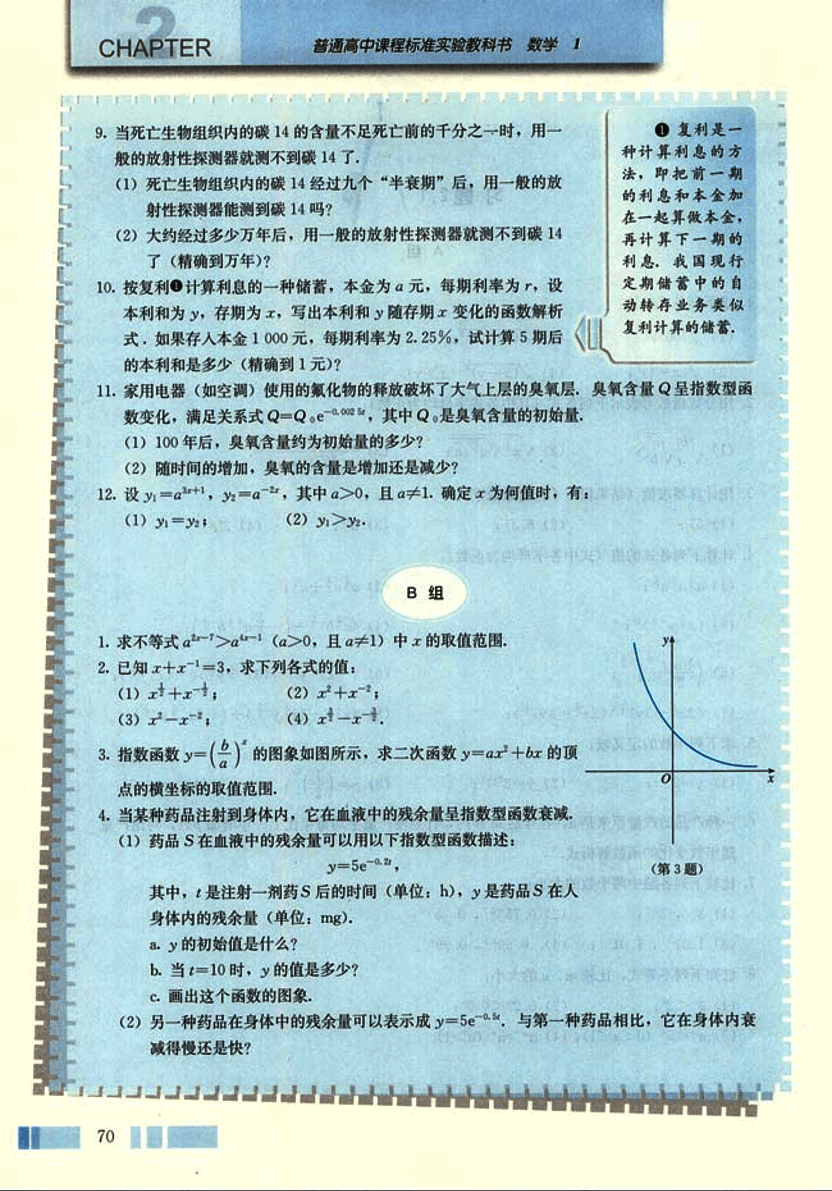 2
CHAPTER
普通高中课程标准实验教科书 数学 1
9. 当死亡生物组织内的碳 14 的含量不足死亡前的千分之一时，用一
般的放射性探测器就测不到碳 14 了.
(1) 死亡生物组织内的碳 14 经过九个“半衰期”后，用一般的放
射性探测器能测到碳 14 吗?
(2) 大约经过多少万年后，用一般的放射性探测器就测不到碳 14
了（精确到万年)?
10. 按复利❶计算利息的一种储蓄，本金为 a 元，每期利率为 r，设
本利和为 y，存期为 x，写出本利和 y 随存期 x 变化的函数解析
式. 如果存入本金 1 000 元，每期利率为 2.25%，试计算 5 期后
的本利和是多少（精确到 1 元)?
❶ 复利是一
种计算利息的方
法，即把前一期
的利息和本金加
在一起算做本金，
再计算下一期的
利息. 我国现行
定期储蓄中的自
动转存业务类似
复利计算的储蓄.
11. 家用电器（如空调）使用的氟化物的释放破坏了大气上层的臭氧层. 臭氧含量 Q 呈指数型函
数变化，满足关系式 Q=Q₀e^{-0.002 5t}，其中 Q₀是臭氧含量的初始量.
(1) 100 年后，臭氧含量约为初始量的多少?
(2) 随时间的增加，臭氧的含量是增加还是减少?
12. 设 y₁=a^{3x+1}，y₂=a^{-2x}，其中 a>0，且 a≠1. 确定 x 为何值时，有:
(1) y₁=y₂; (2) y₁>y₂.
B 组
1. 求不等式 a^{2x-7}>a^{4x-1}（a>0，且 a≠1）中 x 的取值范围.
2. 已知 x+x^{-1}=3，求下列各式的值:
(1) x^{1/2}+x^{-1/2}; (2) x²+x^{-2};
(3) x²-x^{-2}; (4) x^{3/2}-x^{-3/2}.
3. 指数函数 y=(b/a)^x 的图象如图所示，求二次函数 y=ax²+bx 的顶
点的横坐标的取值范围.
y
O
x
(第 3 题)
4. 当某种药品注射到身体内，它在血液中的残余量呈指数型函数衰减.
(1) 药品 S 在血液中的残余量可以用以下指数型函数描述:
y=5e^{-0.2t}，
其中，t 是注射一剂药 S 后的时间（单位: h)，y 是药品 S 在人
身体内的残余量（单位: mg).
a. y 的初始值是什么?
b. 当 t=10 时，y 的值是多少?
c. 画出这个函数的图象.
(2) 另一种药品在身体中的残余量可以表示成 y=5e^{-0.5t}. 与第一种药品相比，它在身体内衰
减得慢还是快?
70